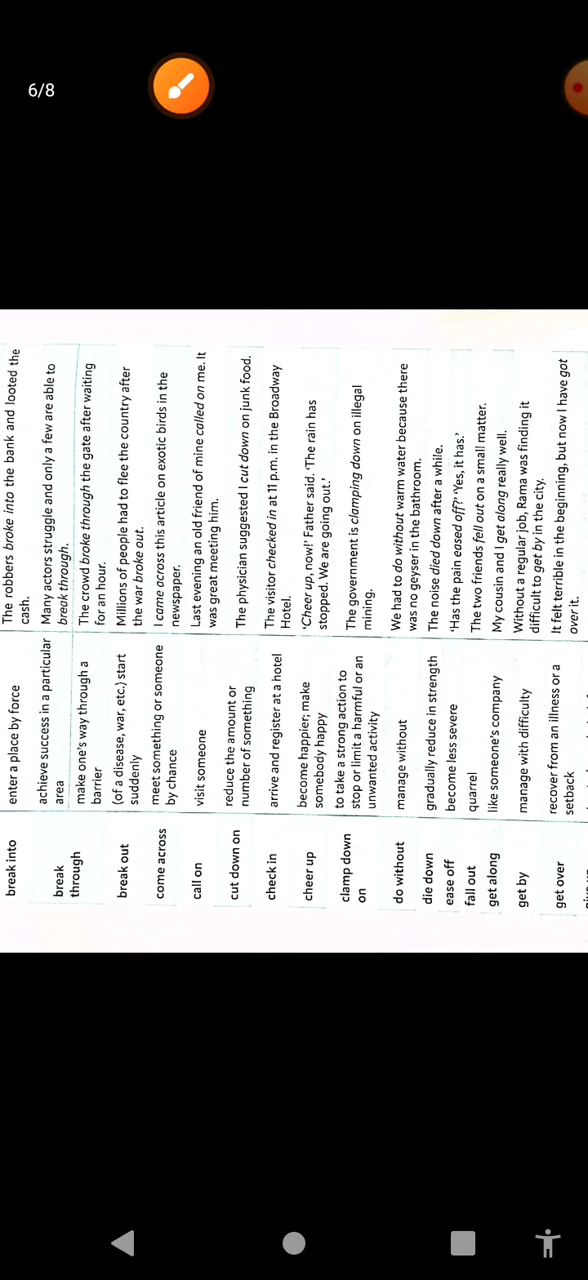 6/8
break into
enter a place by force
The robbers broke into the bank and looted the
cash.
break
through
achieve success in a particular
area
Many actors struggle and only a few are able to
break through.
make one's way through a
barrier
The crowd broke through the gate after waiting
for an hour.
break out
(of a disease, war, etc.) start
suddenly
Millions of people had to flee the country after
the war broke out.
come across
meet something or someone
by chance
I came across this article on exotic birds in the
newspaper.
call on
visit someone
Last evening an old friend of mine called on me. It
was great meeting him.
cut down on
reduce the amount or
number of something
The physician suggested I cut down on junk food.
check in
arrive and register at a hotel
The visitor checked in at 11 p.m. in the Broadway
Hotel.
cheer up
become happier; make
somebody happy
'Cheer up, now!' Father said. 'The rain has
stopped. We are going out.'
clamp down
on
to take a strong action to
stop or limit a harmful or an
unwanted activity
The government is clamping down on illegal
mining.
do without
manage without
We had to do without warm water because there
was no geyser in the bathroom.
die down
gradually reduce in strength
The noise died down after a while.
ease off
become less severe
'Has the pain eased off?' 'Yes, it has.'
fall out
quarrel
The two friends fell out on a small matter.
get along
like someone's company
My cousin and I get along really well.
get by
manage with difficulty
Without a regular job, Rama was finding it
difficult to get by in the city.
get over
recover from an illness or a
setback
It felt terrible in the beginning, but now I have got
over it.